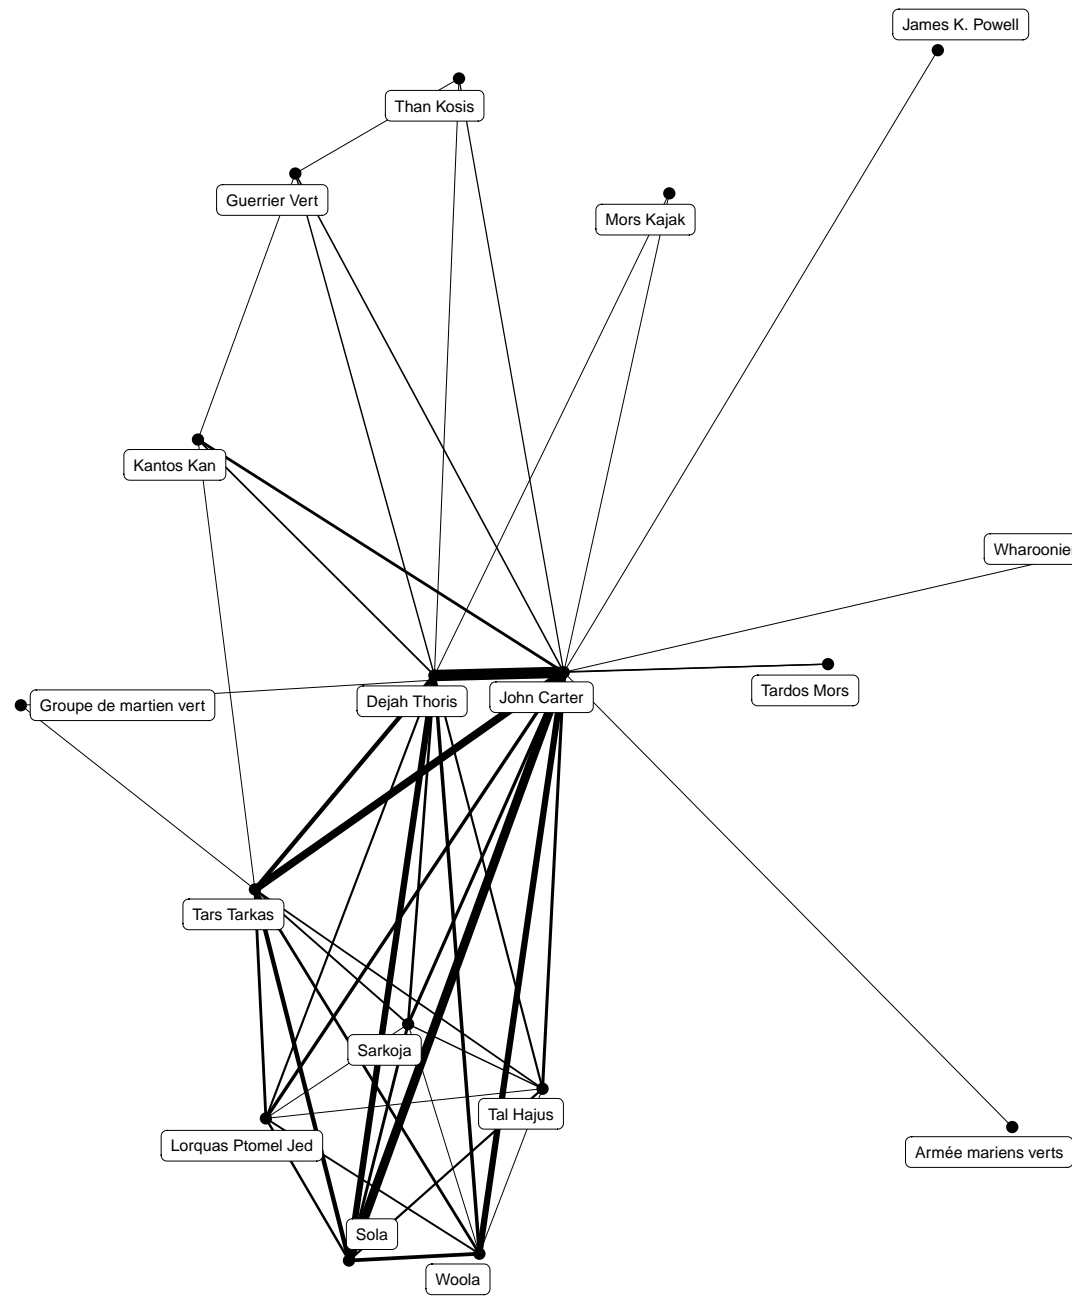 James K. Powell
Than Kosis
Guerrier Vert
Mors Kajak
Kantos Kan
Wharoonie
Dejah Thoris
John Carter
Tardos Mors
Groupe de martien vert
Tars Tarkas
Sarkoja
Tal Hajus
Lorquas Ptomel Jed
Armée mariens verts
Sola
Woola